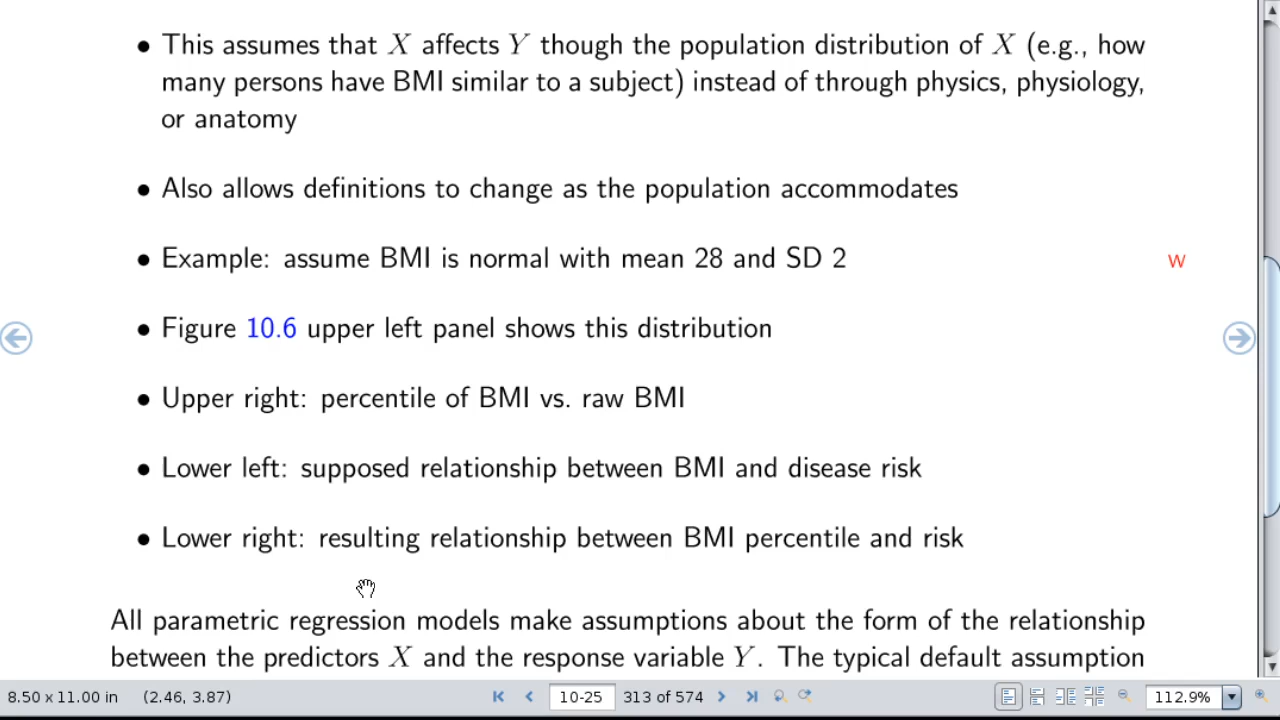 • This assumes that X affects Y though the population distribution of X (e.g., how
many persons have BMI similar to a subject) instead of through physics, physiology,
or anatomy
• Also allows definitions to change as the population accommodates
• Example: assume BMI is normal with mean 28 and SD 2
w
• Figure 10.6 upper left panel shows this distribution
• Upper right: percentile of BMI vs. raw BMI
• Lower left: supposed relationship between BMI and disease risk
• Lower right: resulting relationship between BMI percentile and risk
All parametric regression models make assumptions about the form of the relationship
between the predictors X and the response variable Y. The typical default assumption
8.50 x 11.00 in (2.46, 3.87) 10-25 313 of 574 112.9%